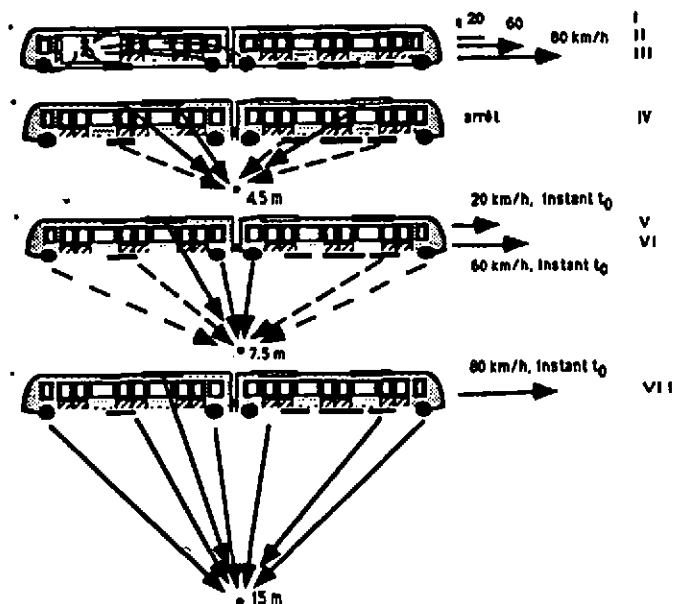 20 60 80 km/h I
II
III
arrêt IV
4.5 m
20 km/h, instant t0 V
VI
60 km/h, instant t0
7.5 m
80 km/h, instant t0
VII
15 m